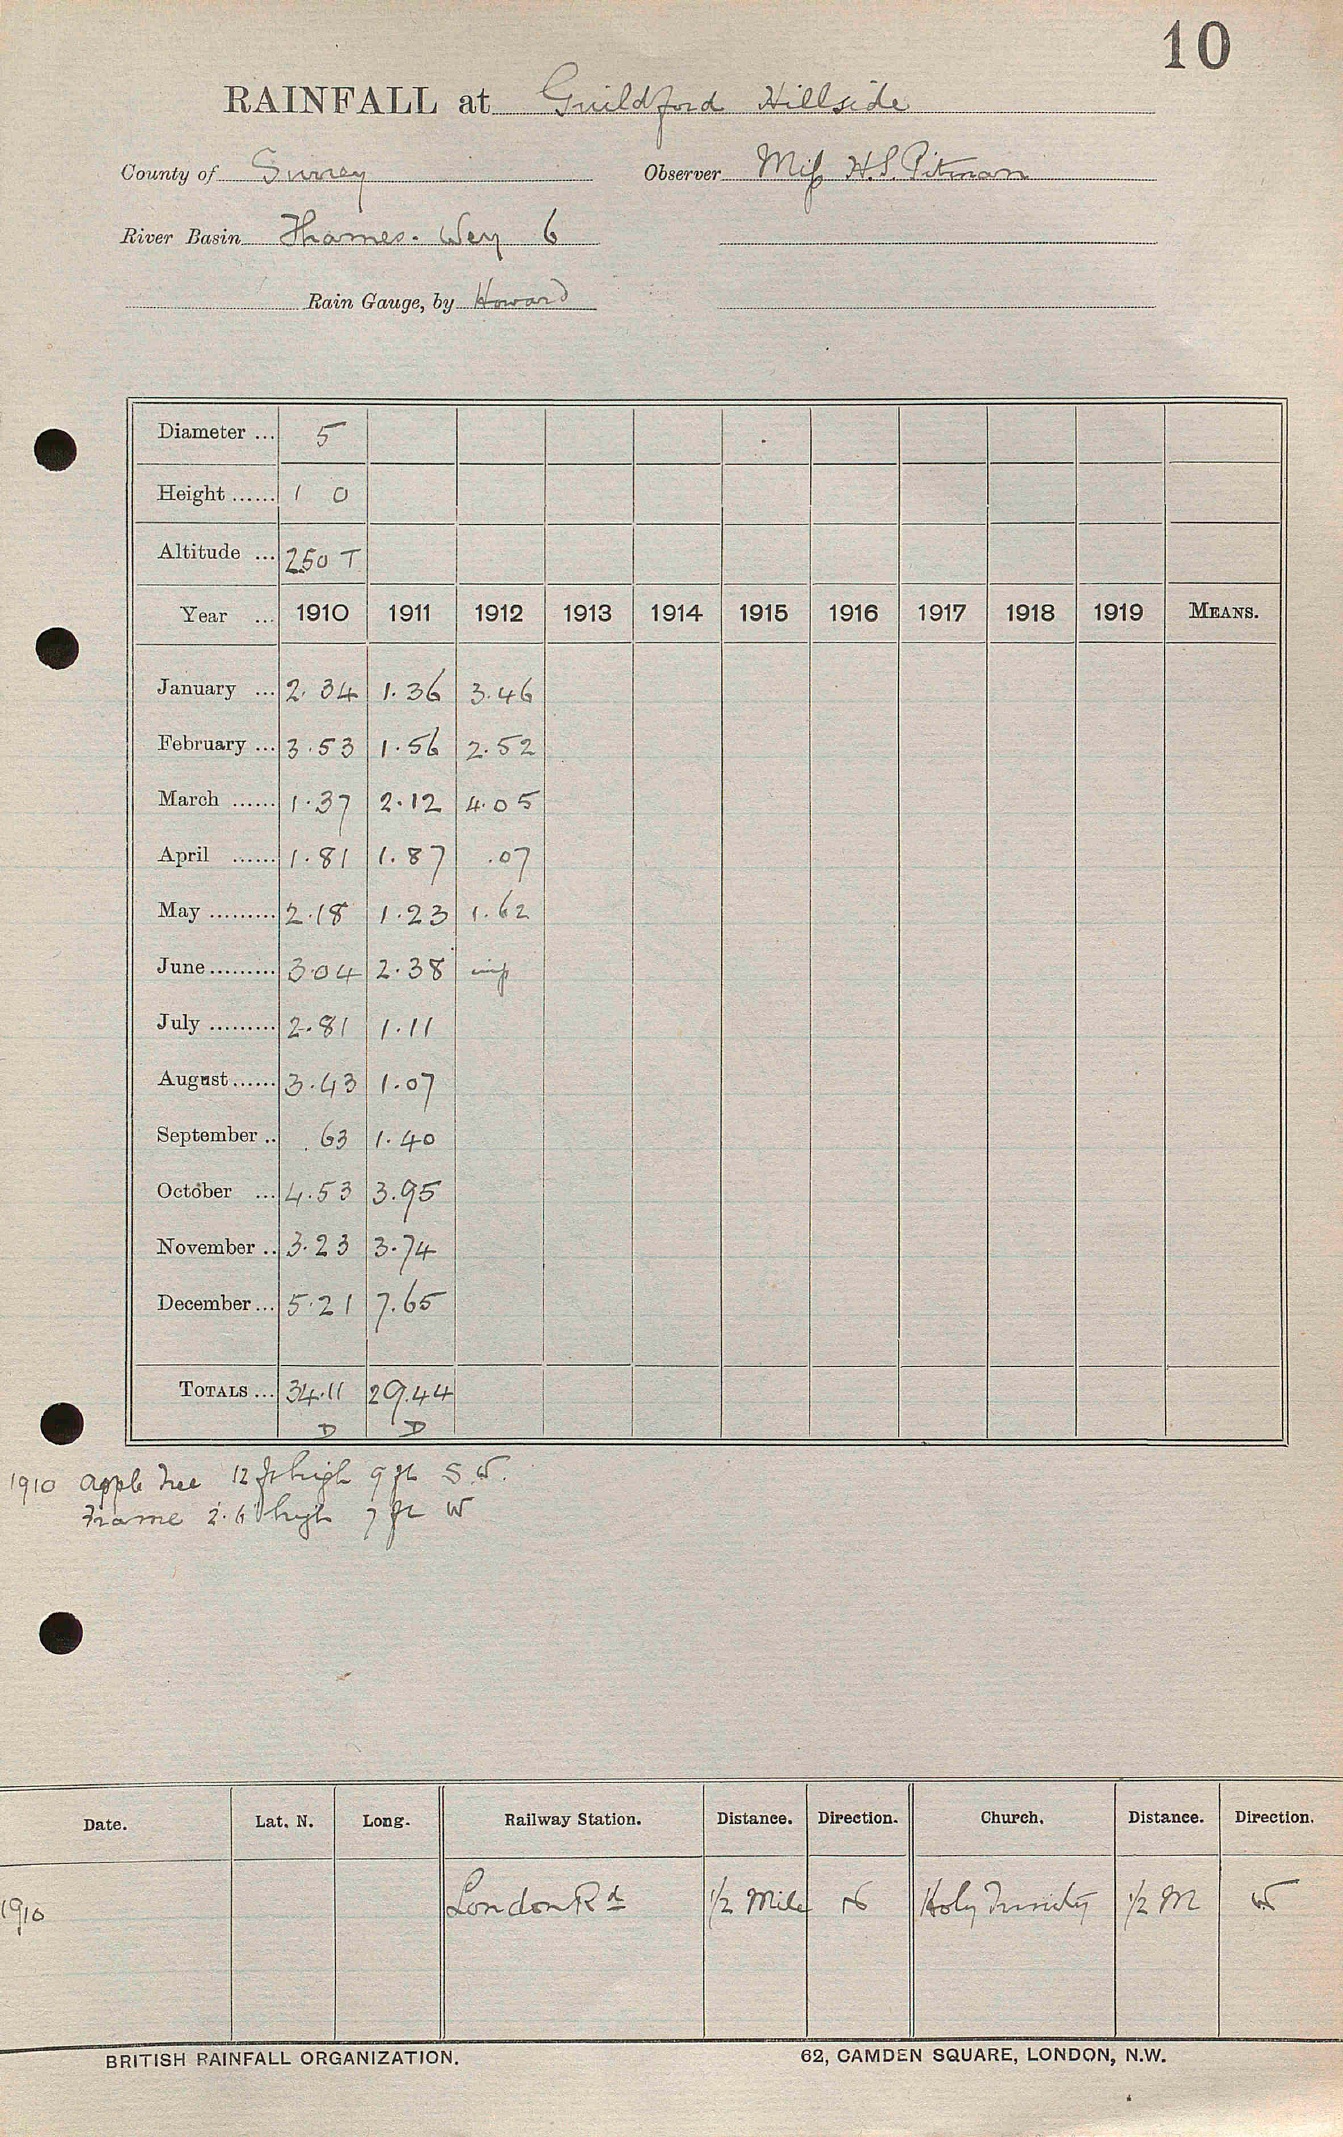 10
RAINFALL at Guildford Hillside
County of Surrey Observer Miss H.S. Pitman
River Basin Thames. Wey 6
Rain Gauge, by Howard
Diameter ... 5
Height ...... 1 0
Altitude ... 250 T
Year ... 1910 1911 1912 1913 1914 1915 1916 1917 1918 1919 MEANS.
January ... 2.34 1.36 3.46
February ... 3.53 1.56 2.52
March ...... 1.37 2.12 4.05
April ...... 1.81 1.87 .07
May ......... 2.18 1.23 1.62
June ......... 3.04 2.38 imp
July ......... 2.81 1.11
August ...... 3.43 1.07
September .. .63 1.40
October ... 4.53 3.95
November .. 3.23 3.74
December ... 5.21 7.65
TOTALS ... 34.11 29.44
D D
1910 apple tree 12 ft high 9 ft S.W.
Frame 2.6 high 7 ft W
Date. Lat. N. Long. Railway Station. Distance. Direction. Church. Distance. Direction.
1910 London Rd 1/2 Mile N Holy Trinity 1/2 M W
BRITISH RAINFALL ORGANIZATION. 62, CAMDEN SQUARE, LONDON, N.W.